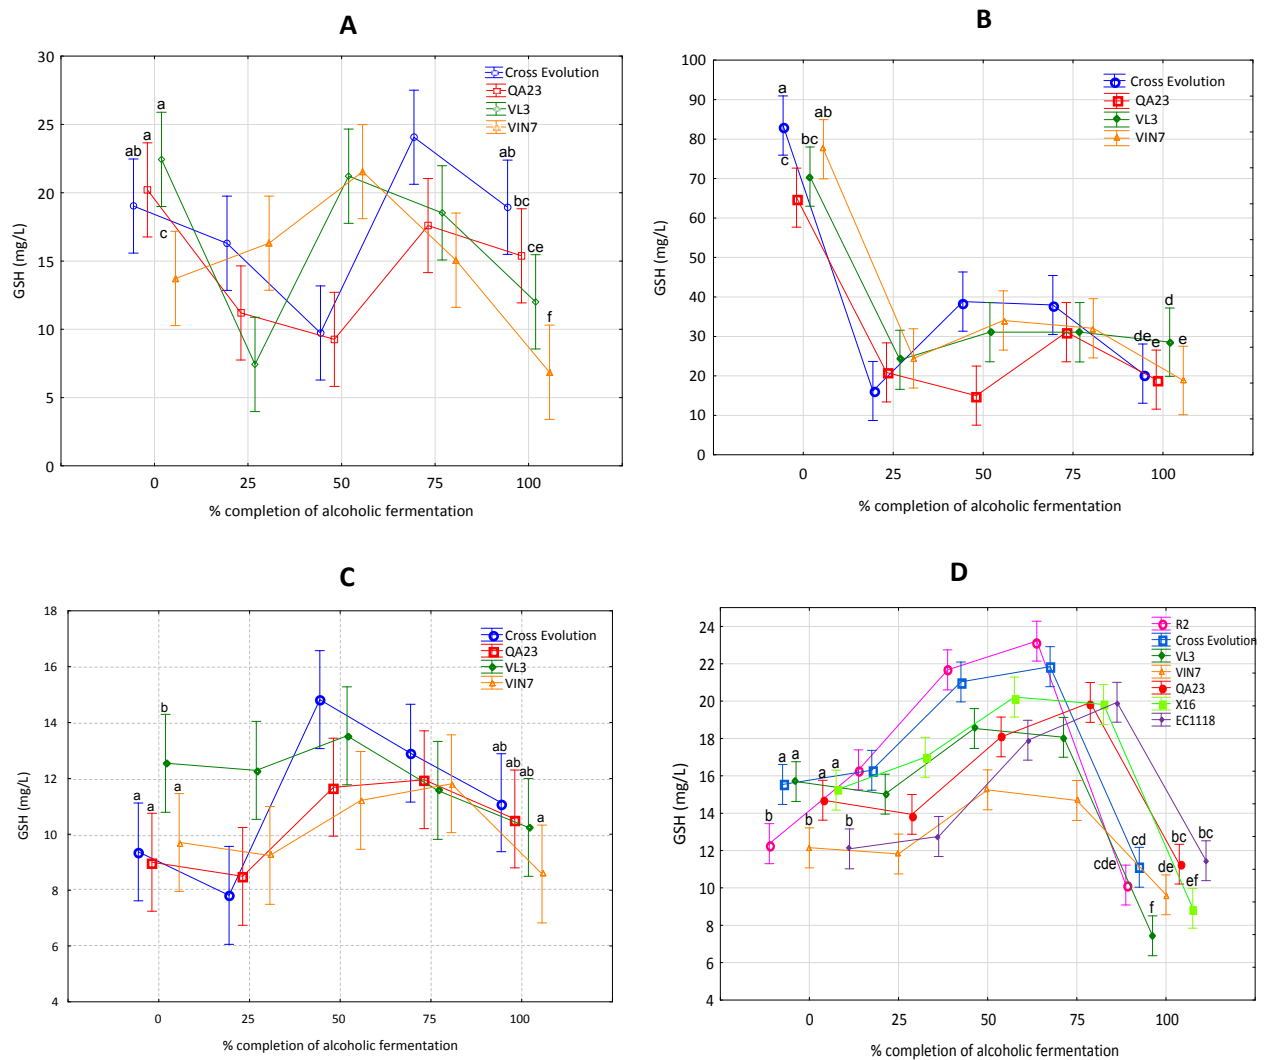 A
30
25
20
15
10
5
0
GSH (mg/L)
0 25 50 75 100
% completion of alcoholic fermentation
Cross Evolution
QA23
VL3
VIN7
ab
a
a
c
ab
bc
ce
f
B
100
90
80
70
60
50
40
30
20
10
0
GSH (mg/L)
0 25 50 75 100
% completion of alcoholic fermentation
Cross Evolution
QA23
VL3
VIN7
a
c
bc
ab
de
e
d
e
C
18
16
14
12
10
8
6
4
GSH (mg/L)
0 25 50 75 100
% completion of alcoholic fermentation
Cross Evolution
QA23
VL3
VIN7
a
a
b
a
ab
ab
ab
a
D
24
22
20
18
16
14
12
10
8
6
4
GSH (mg/L)
0 25 50 75 100
% completion of alcoholic fermentation
R2
Cross Evolution
VL3
VIN7
QA23
X16
EC1118
b
a
a
b
a
a
b
cde
cd
f
de
bc
ef
bc